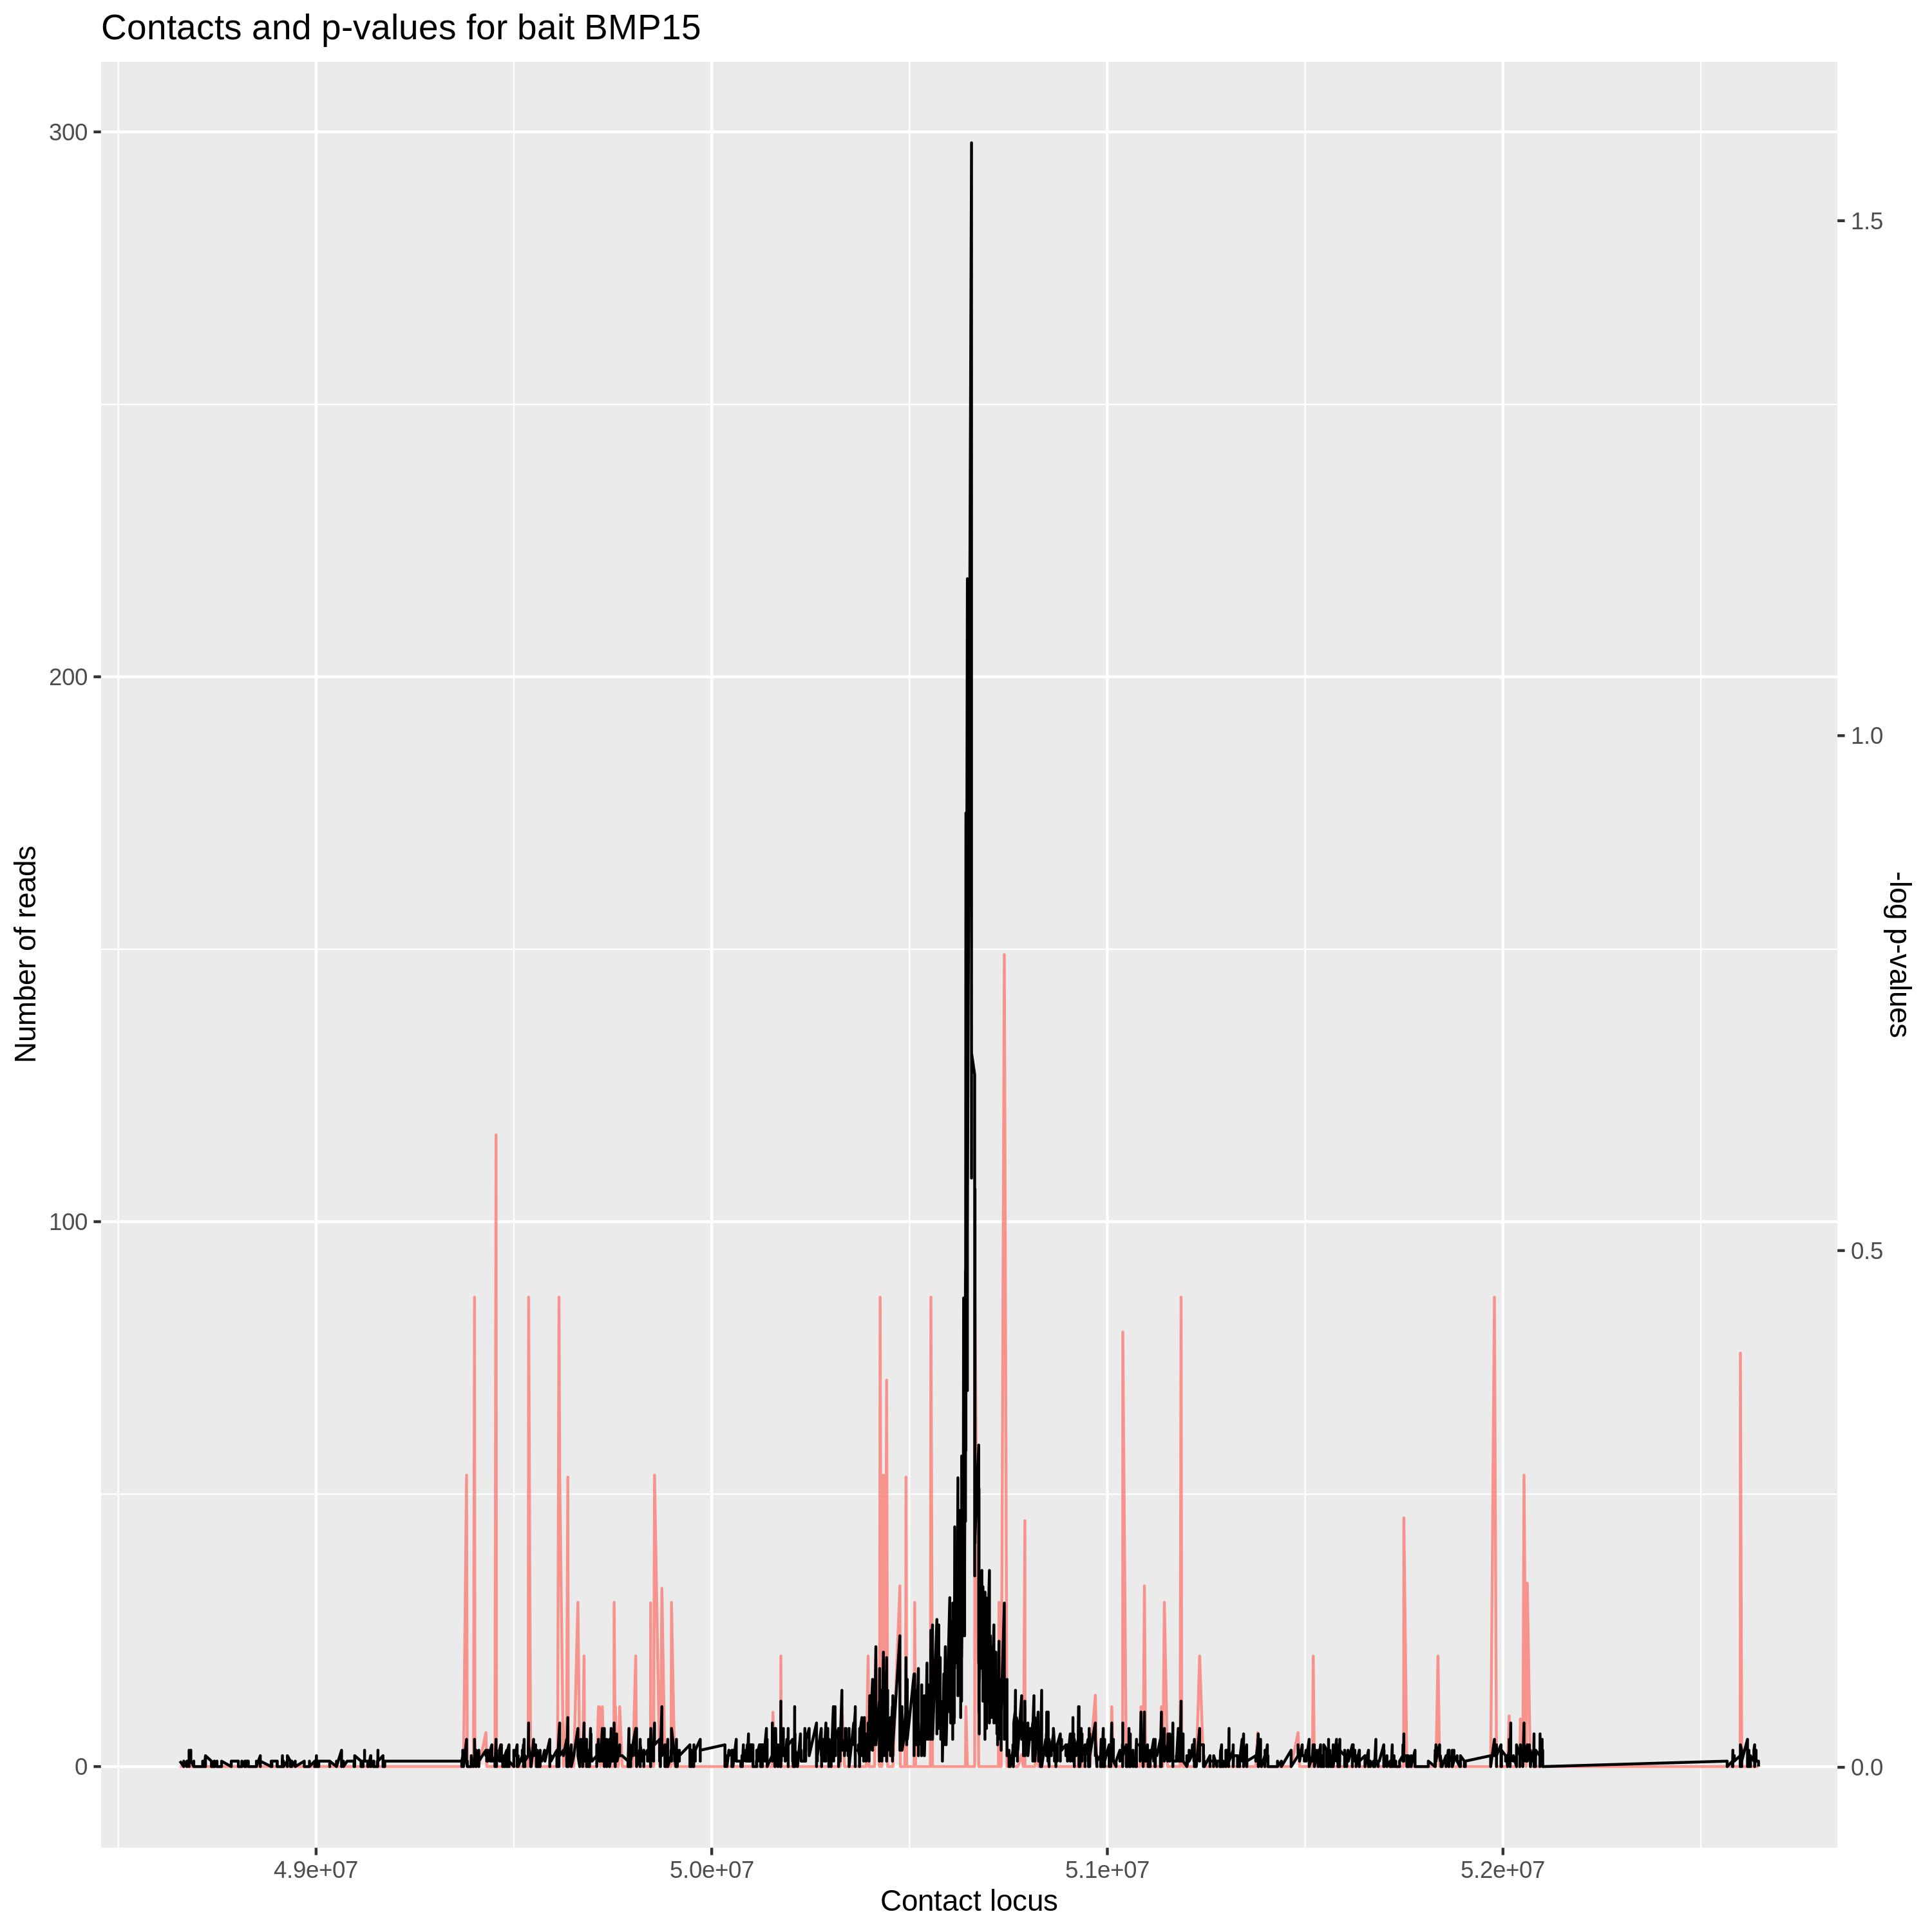 Contacts and p-values for bait BMP15
300
200
100
0
Number of reads
1.5
1.0
0.5
0.0
-log p-values
4.9e+07 5.0e+07 5.1e+07 5.2e+07
Contact locus